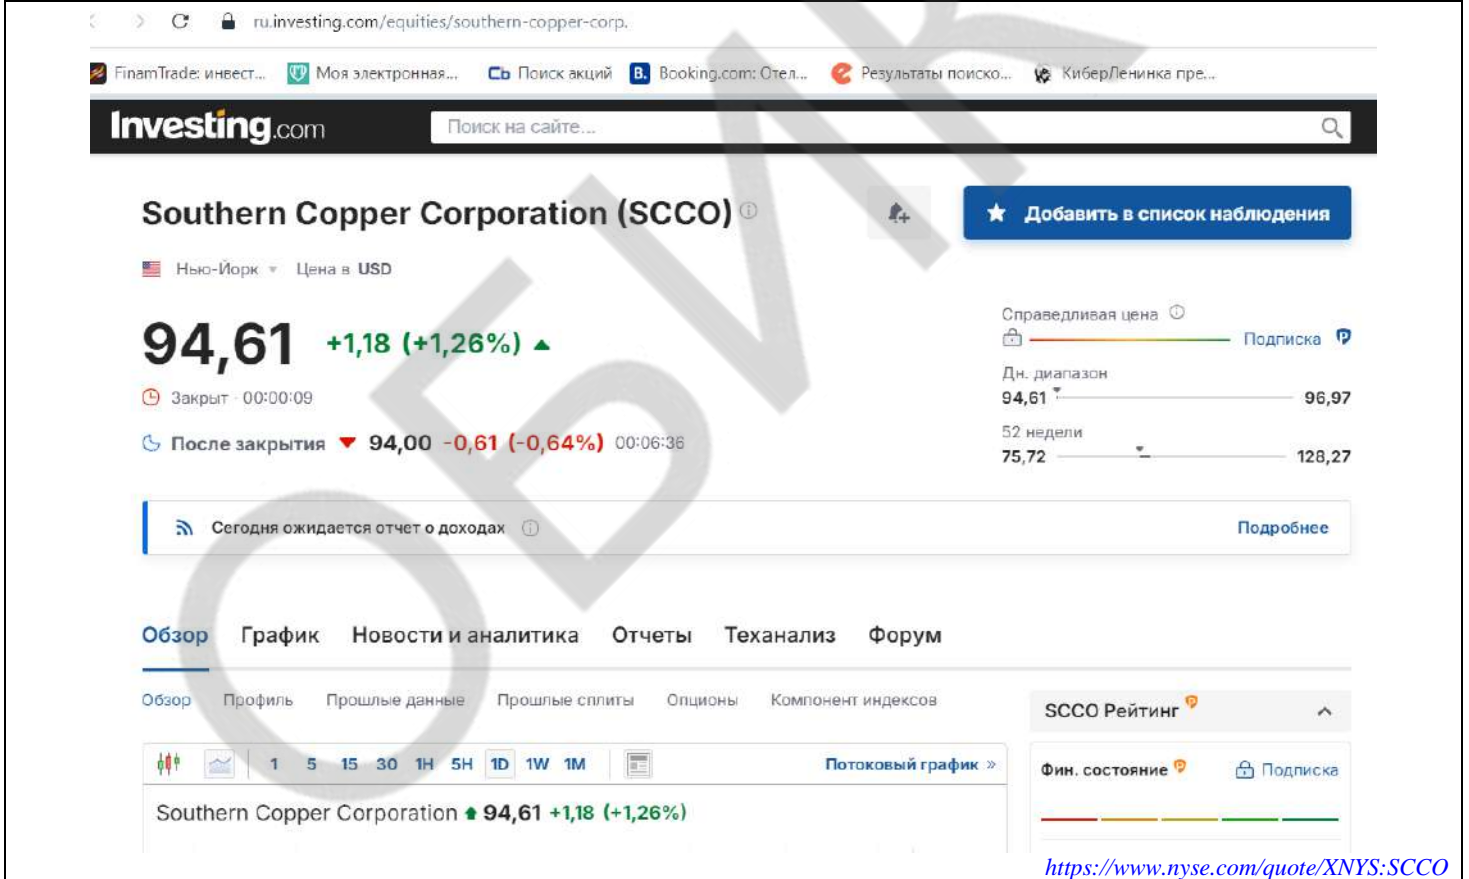 ru.investing.com/equities/southern-copper-corp.
FinamTrade: инвест... Моя электронная... Сb Поиск акций B. Booking.com: Отел... Результаты поиско... КиберЛенинка пре...
Investing.com Поиск на сайте...
Southern Copper Corporation (SCCO) Добавить в список наблюдения
Нью-Йорк Цена в USD
94,61 +1,18 (+1,26%)
Справедливая цена
Подписка
Закрыт · 00:00:09
Дн. диапазон
94,61 96,97
После закрытия 94,00 -0,61 (-0,64%) 00:06:36
52 недели
75,72 128,27
Сегодня ожидается отчет о доходах Подробнее
Обзор График Новости и аналитика Отчеты Теханализ Форум
Обзор Профиль Прошлые данные Прошлые сплиты Опционы Компонент индексов
SCCO Рейтинг
1 5 15 30 1H 5H 1D 1W 1M Потоковый график »
Фин. состояние Подписка
Southern Copper Corporation 94,61 +1,18 (+1,26%)
https://www.nyse.com/quote/XNYS:SCCO
ОБИК